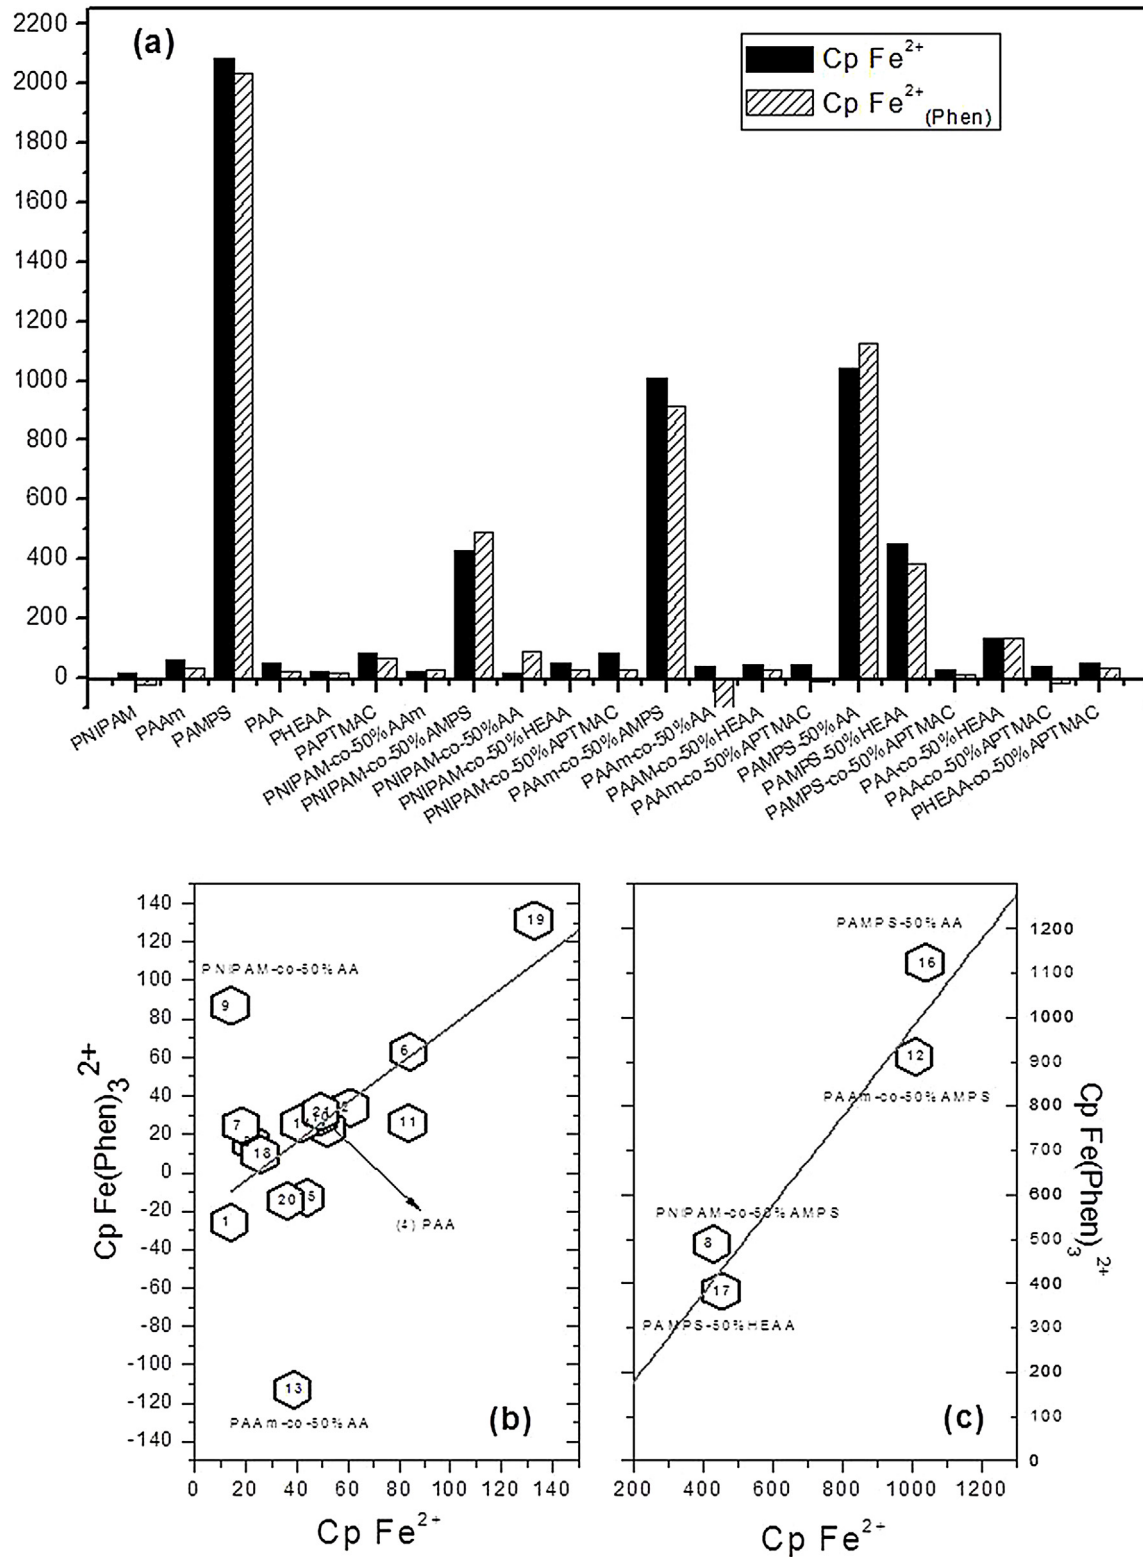 (a)
Cp Fe2+
Cp Fe2+(Phen)
2200
2000
1800
1600
1400
1200
1000
800
600
400
200
0
PNIPAM
PAAm
PAMPS
PAA
PHEAA
PAPTMAC
PNIPAM-co-50%AAm
PNIPAM-co-50%AMPS
PNIPAM-co-50%AA
PNIPAM-co-50%HEAA
PNIPAM-co-50%APTMAC
PAAm-co-50%AMPS
PAAm-co-50%AA
PAAM-co-50%HEAA
PAAm-co-50%APTMAC
PAMPS-50%AA
PAMPS-50%HEAA
PAMPS-co-50%APTMAC
PAA-co-50%HEAA
PAA-co-50%APTMAC
PHEAA-co-50%APTMAC
Cp Fe(Phen)3 2+
140
120
100
80
60
40
20
0
-20
-40
-60
-80
-100
-120
-140
19
PNIPAM-co-50%AA
9
6
11
7
18
20
1
(4) PAA
13
PAAm-co-50%AA
(b)
0 20 40 60 80 100 120 140
Cp Fe2+
PAMPS-50%AA
16
12
PAAm-co-50%AMPS
PNIPAM-co-50%AMPS
8
17
PAMPS-50%HEAA
(c)
1200
1100
1000
900
800
700
600
500
400
300
200
100
0
Cp Fe(Phen)3 2+
200 400 600 800 1000 1200
Cp Fe2+